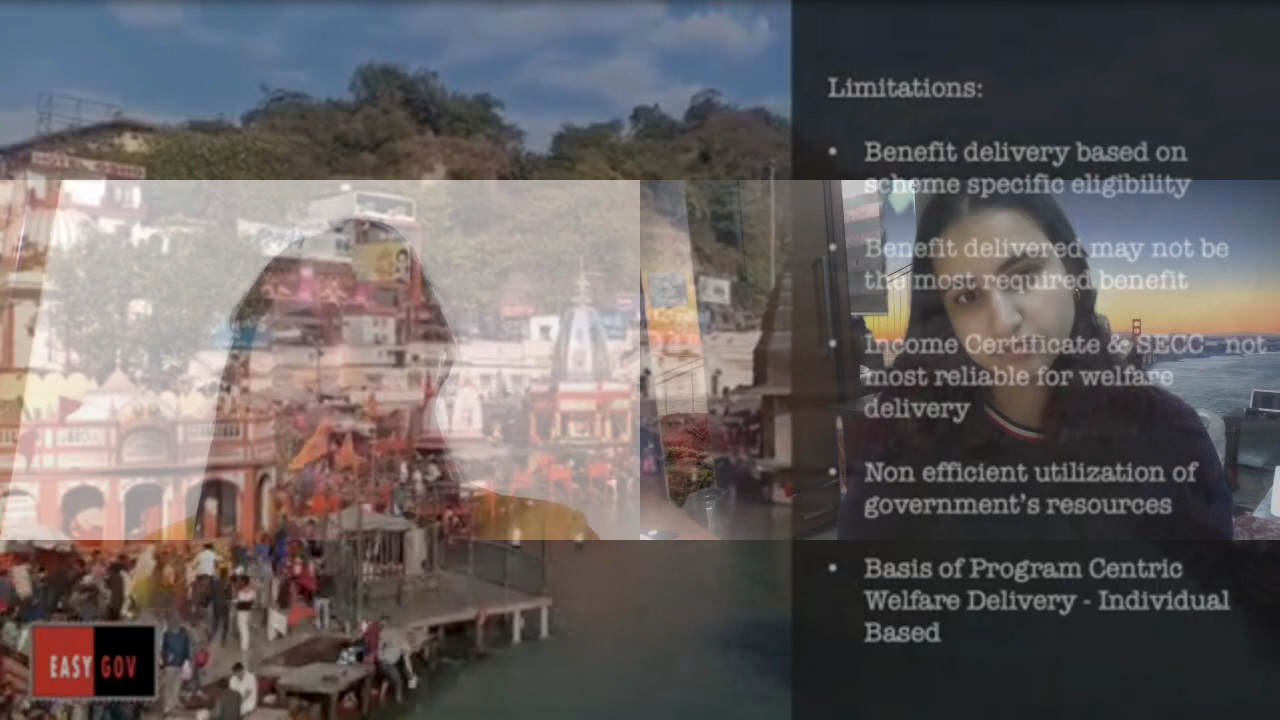 Limitations:
• Benefit delivery based on
scheme specific eligibility
• Benefit delivered may not be
the most required benefit
• Income Certificate & SECC not
most reliable for welfare
delivery
• Non efficient utilization of
government's resources
• Basis of Program Centric
Welfare Delivery - Individual
Based
EASY GOV